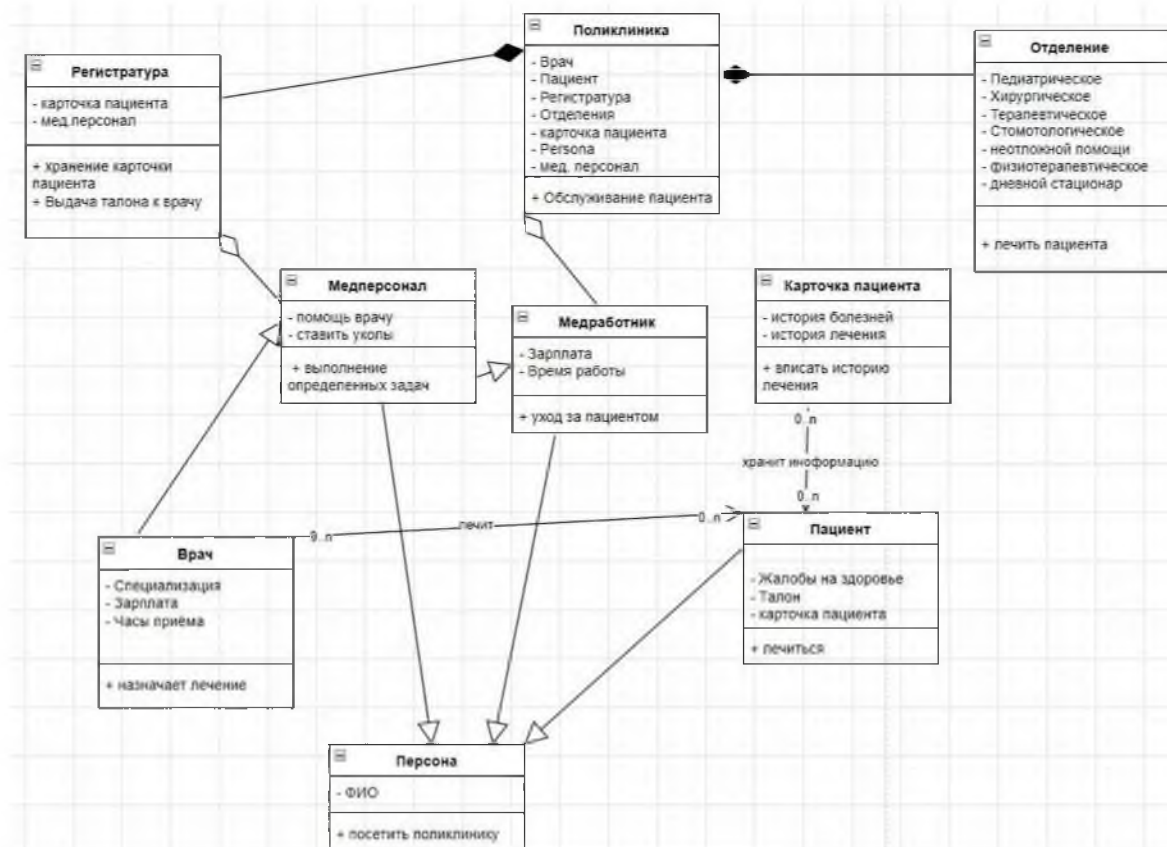 Поликлиника
- Врач
- Пациент
- Регистратура
- Отделения
- карточка пациента
- Persona
- мед. персонал
+ Обслуживание пациента
Регистратура
- карточка пациента
- мед.персонал
+ хранение карточки
пациента
+ Выдача талона к врачу
Отделение
- Педиатрическое
- Хирургическое
- Терапевтическое
- Стомотологическое
- неотложной помощи
- физиотерапевтическое
- дневной стационар
+ лечить пациента
Медперсонал
- помощь врачу
- ставить уколы
+ выполнение
определенных задач
Медработник
- Зарплата
- Время работы
+ уход за пациентом
Карточка пациента
- история болезней
- история лечения
+ вписать историю
лечения
0..n
хранит иноформацию
0..n
0..n
лечит
0..n
Врач
- Специализация
- Зарплата
- Часы приёма
+ назначает лечение
Пациент
- Жалобы на здоровье
- Талон
- карточка пациента
+ лечиться
Персона
- ФИО
+ посетить поликлинику